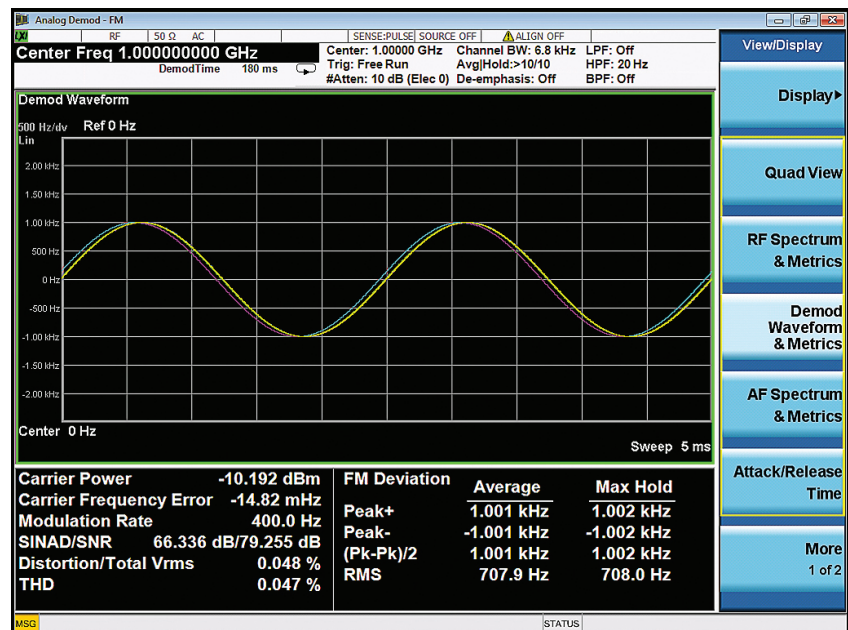 Analog Demod - FM
LXI RF 50 Ω AC SENSE:PULSE SOURCE OFF ALIGN OFF
Center Freq 1.000000000 GHz
DemodTime 180 ms
Center: 1.00000 GHz Channel BW: 6.8 kHz LPF: Off
Trig: Free Run Avg|Hold:>10/10 HPF: 20 Hz
#Atten: 10 dB (Elec 0) De-emphasis: Off BPF: Off
Demod Waveform
500 Hz/dv Ref 0 Hz
Lin
2.00 kHz
1.50 kHz
1.00 kHz
500 Hz
0 Hz
-500 Hz
-1.00 kHz
-1.50 kHz
-2.00 kHz
Center 0 Hz
Sweep 5 ms
Carrier Power -10.192 dBm
Carrier Frequency Error -14.82 mHz
Modulation Rate 400.0 Hz
SINAD/SNR 66.336 dB/79.255 dB
Distortion/Total Vrms 0.048 %
THD 0.047 %
FM Deviation Average Max Hold
Peak+ 1.001 kHz 1.002 kHz
Peak- -1.001 kHz -1.002 kHz
(Pk-Pk)/2 1.001 kHz 1.002 kHz
RMS 707.9 Hz 708.0 Hz
View/Display
Display
Quad View
RF Spectrum
& Metrics
Demod
Waveform
& Metrics
AF Spectrum
& Metrics
Attack/Release
Time
More
1 of 2
MSG STATUS